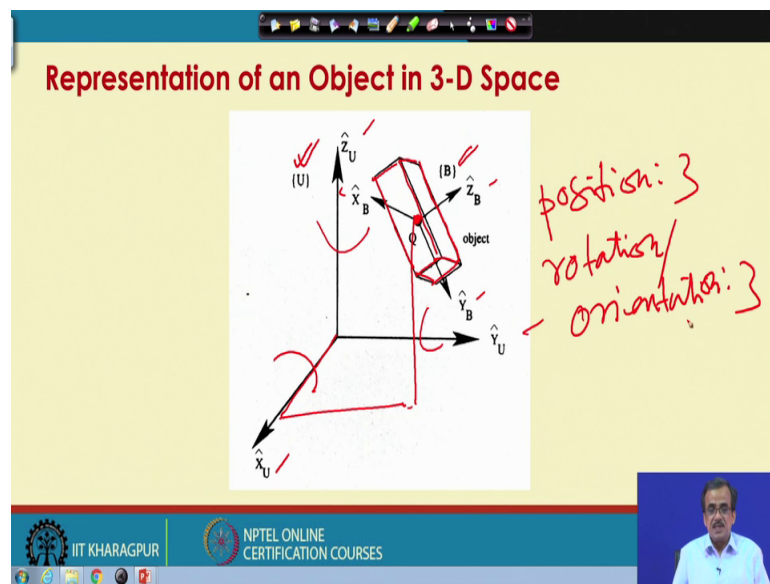 Representation of an Object in 3-D Space
Ẑ_U
{U}
{B}
X̂_B
Ẑ_B
Q
object
Ŷ_B
Ŷ_U
X̂_U
position: 3
rotation/
orientation: 3
IIT KHARAGPUR
NPTEL ONLINE
CERTIFICATION COURSES